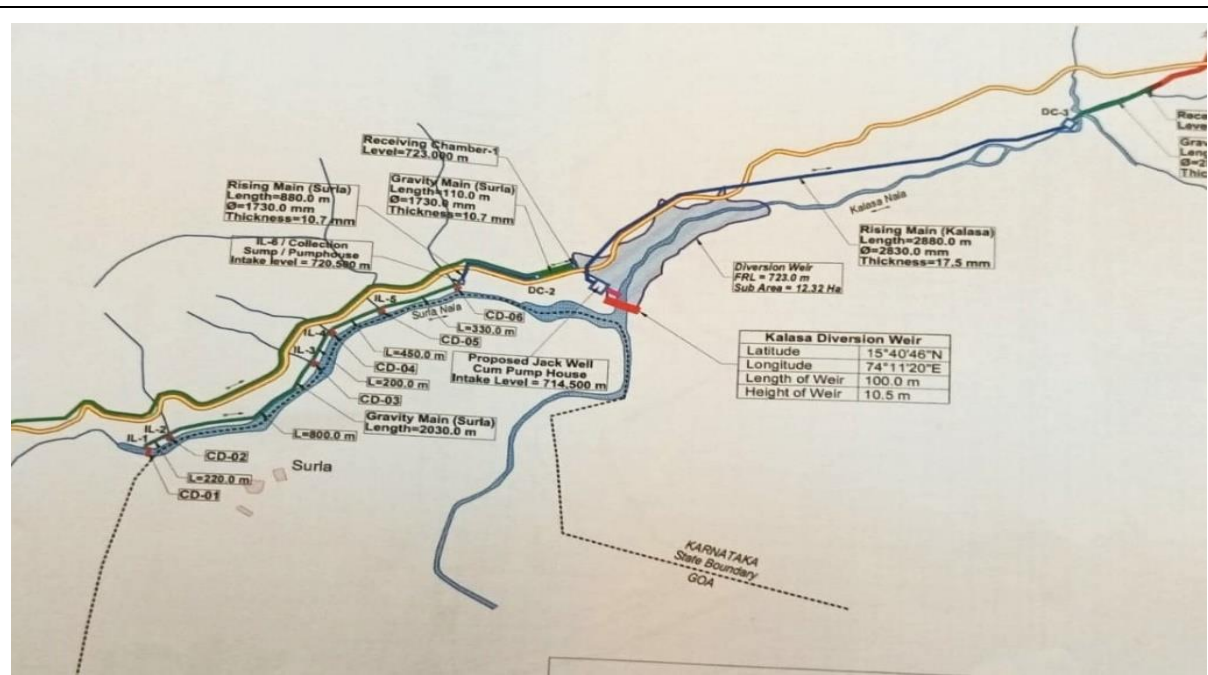 Receiving Chamber-1
Level=723.000 m
Rising Main (Surla)
Length=880.0 m
Ø=1730.0 mm
Thickness=10.7 mm
Gravity Main (Surla)
Length=110.0 m
Ø=1730.0 mm
Thickness=10.7 mm
IL-6 / Collection
Sump / Pumphouse
Intake level = 720.500 m
DC-3
Kalasa Nala
Rising Main (Kalasa)
Length=2880.0 m
Ø=2830.0 mm
Thickness=17.5 mm
Diversion Weir
FRL = 723.0 m
Sub Area = 12.32 Ha
DC-2
IL-5
Surla Nala
CD-06
L=330.0 m
CD-05
IL-4
L=450.0 m
IL-3
CD-04
L=200.0 m
CD-03
Proposed Jack Well
Cum Pump House
Intake Level = 714.500 m
Kalasa Diversion Weir
Latitude 15°40'46"N
Longitude 74°11'20"E
Length of Weir 100.0 m
Height of Weir 10.5 m
Gravity Main (Surla)
Length=2030.0 m
L=800.0 m
IL-2
IL-1
CD-02
L=220.0 m
CD-01
Surla
KARNATAKA
State Boundary
GOA